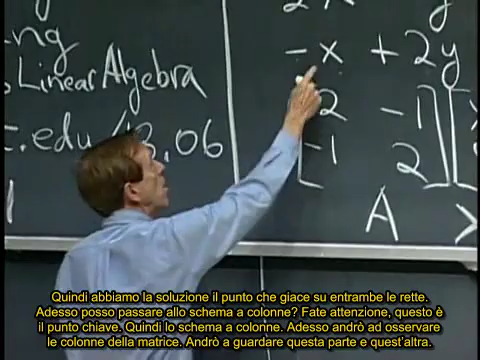 Linear Algebra
.edu/18.06
- x + 2y
2 -1
-1 2
A
Quindi abbiamo la soluzione il punto che giace su entrambe le rette.
Adesso posso passare allo schema a colonne? Fate attenzione, questo è
il punto chiave. Quindi lo schema e colonne. Adesso andrò ad osservare
le colonne della matrice. Andrò a guardare questa parte e quest'altra.